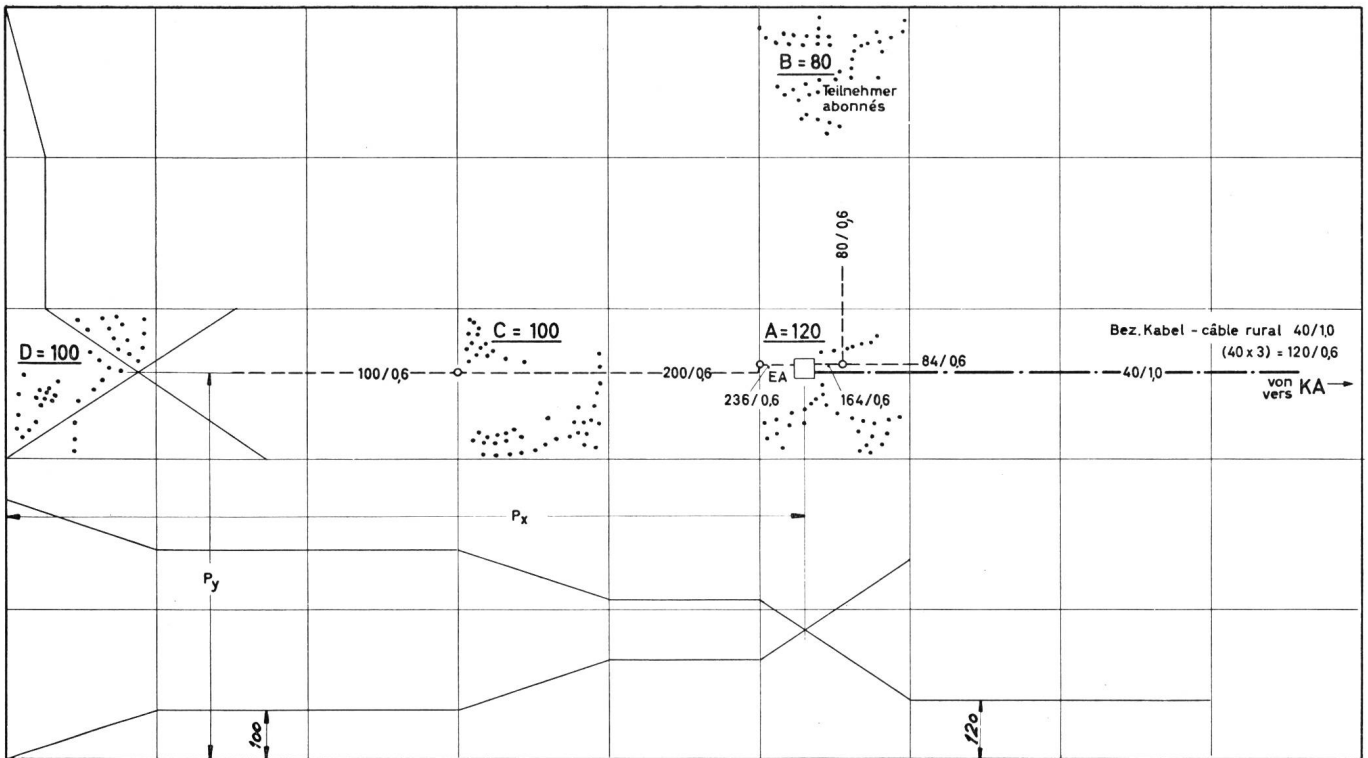 B = 80
Teilnehmer
abonnés
80 / 0,6
D = 100
C = 100
A = 120
Bez. Kabel - câble rural 40/1,0
(40 x 3) = 120/0,6
100/0,6
200/0,6
EA
84/0,6
40/1,0
236/0,6
164/0,6
von
vers KA
Px
Py
100
120